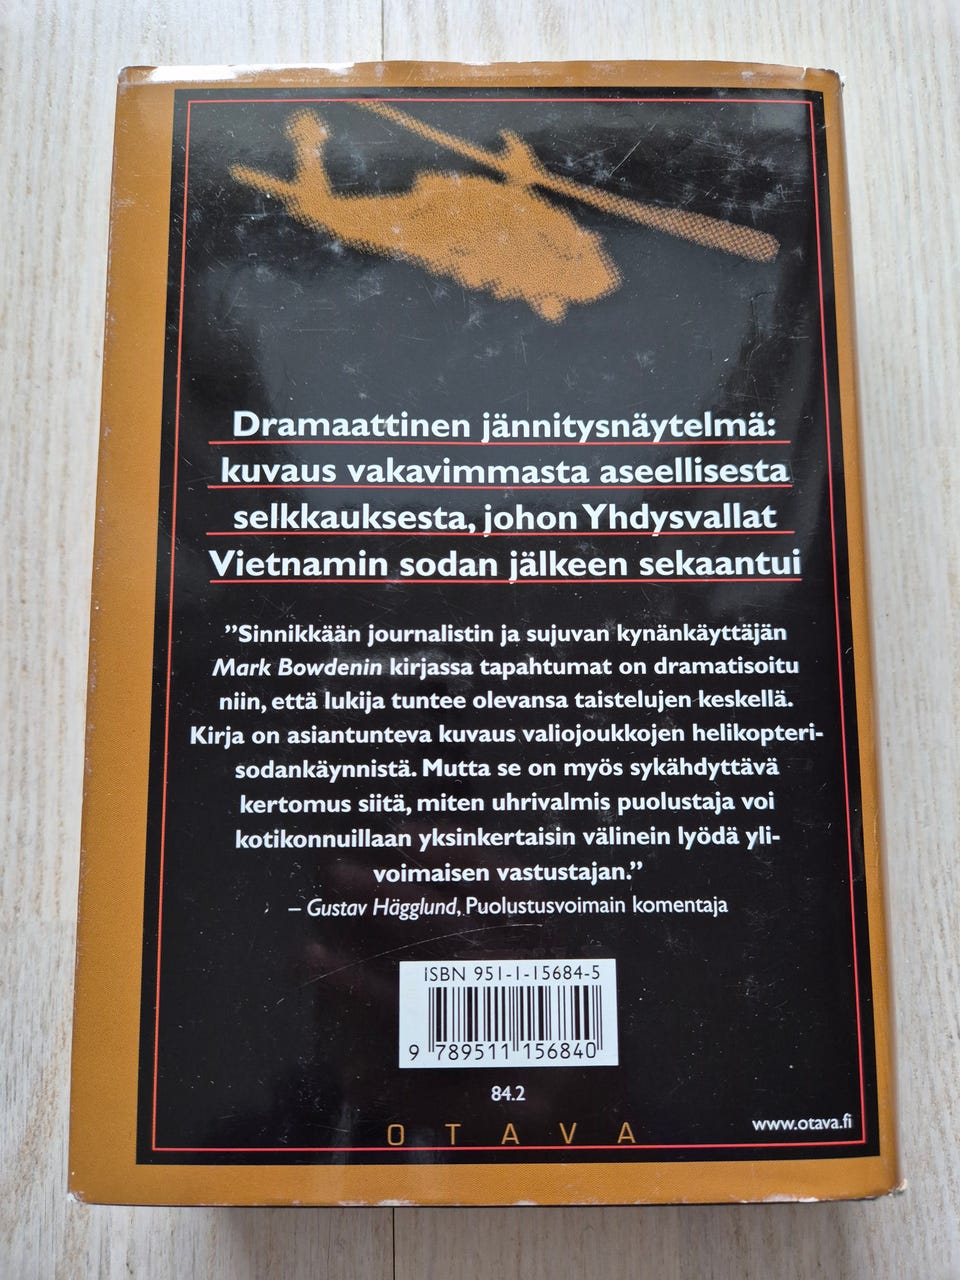 Dramaattinen jännitysnäytelmä:
kuvaus vakavimmasta aseellisesta
selkkauksesta, johon Yhdysvallat
Vietnamin sodan jälkeen sekaantui
”Sinnikkään journalistin ja sujuvan kynänkäyttäjän
Mark Bowdenin kirjassa tapahtumat on dramatisoitu
niin, että lukija tuntee olevansa taistelujen keskellä.
Kirja on asiantunteva kuvaus valiojoukkojen helikopteri-
sodankäynnistä. Mutta se on myös sykähdyttävä
kertomus siitä, miten uhrivalmis puolustaja voi
kotikonnuillaan yksinkertaisin välinein lyödä yli-
voimaisen vastustajan.”
– Gustav Hägglund, Puolustusvoimain komentaja
ISBN 951-1-15684-5
9 789511 156840
84.2
OTAVA
www.otava.fi